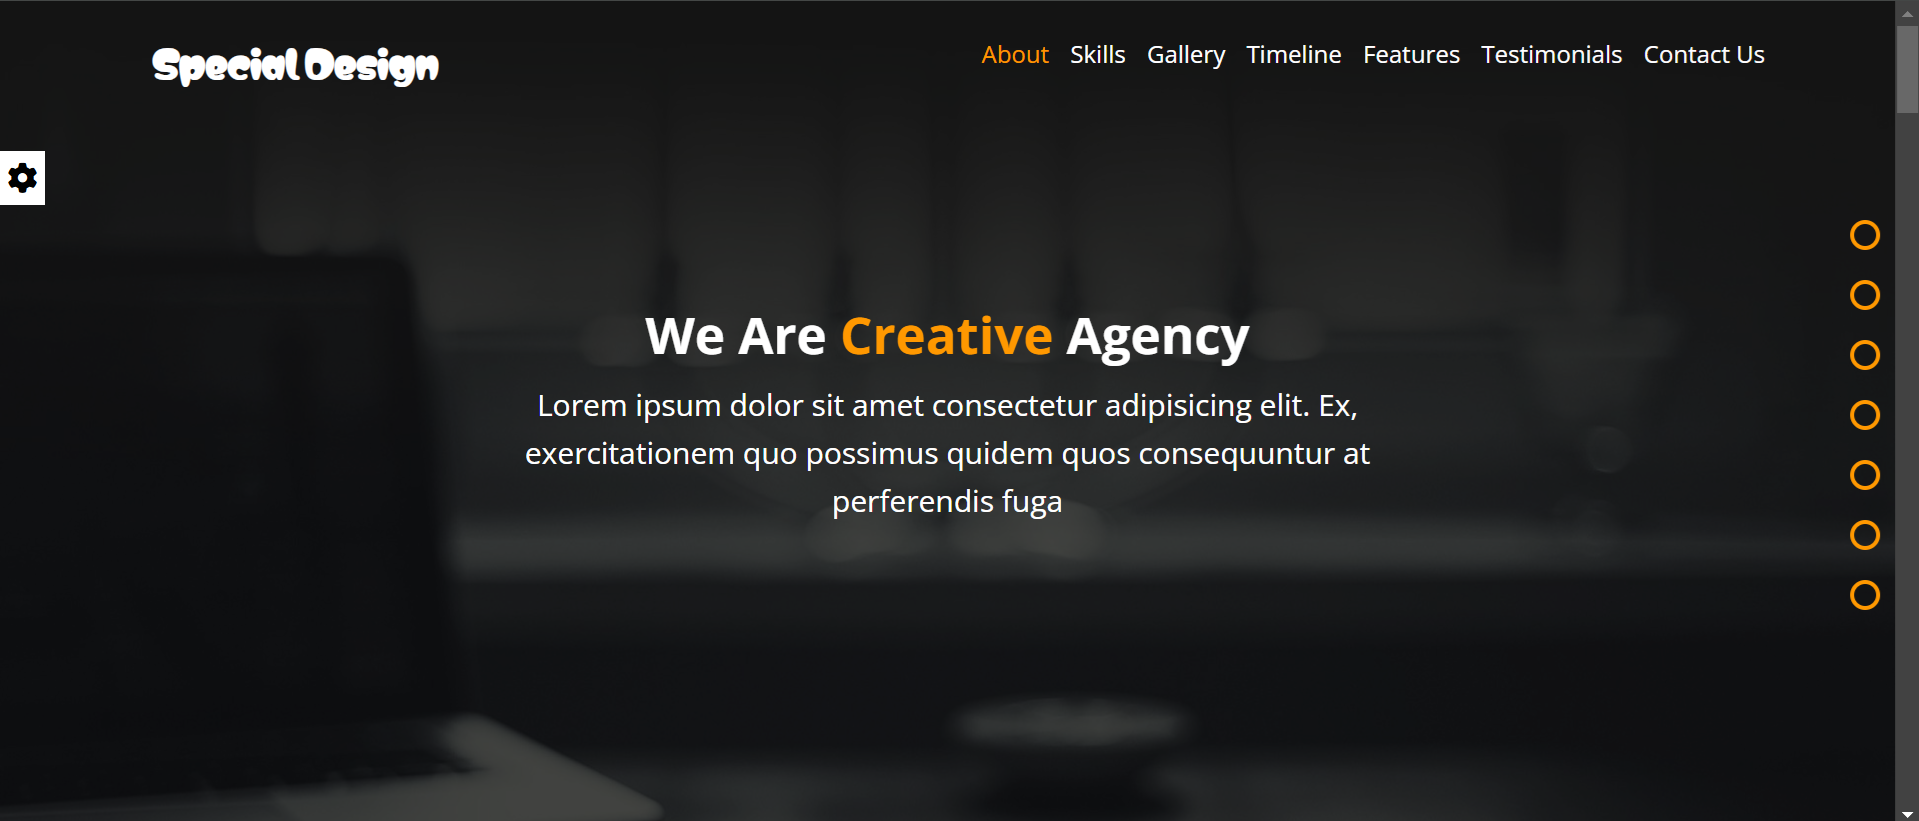 Special Design
About Skills Gallery Timeline Features Testimonials Contact Us
We Are Creative Agency
Lorem ipsum dolor sit amet consectetur adipisicing elit. Ex,
exercitationem quo possimus quidem quos consequuntur at
perferendis fuga